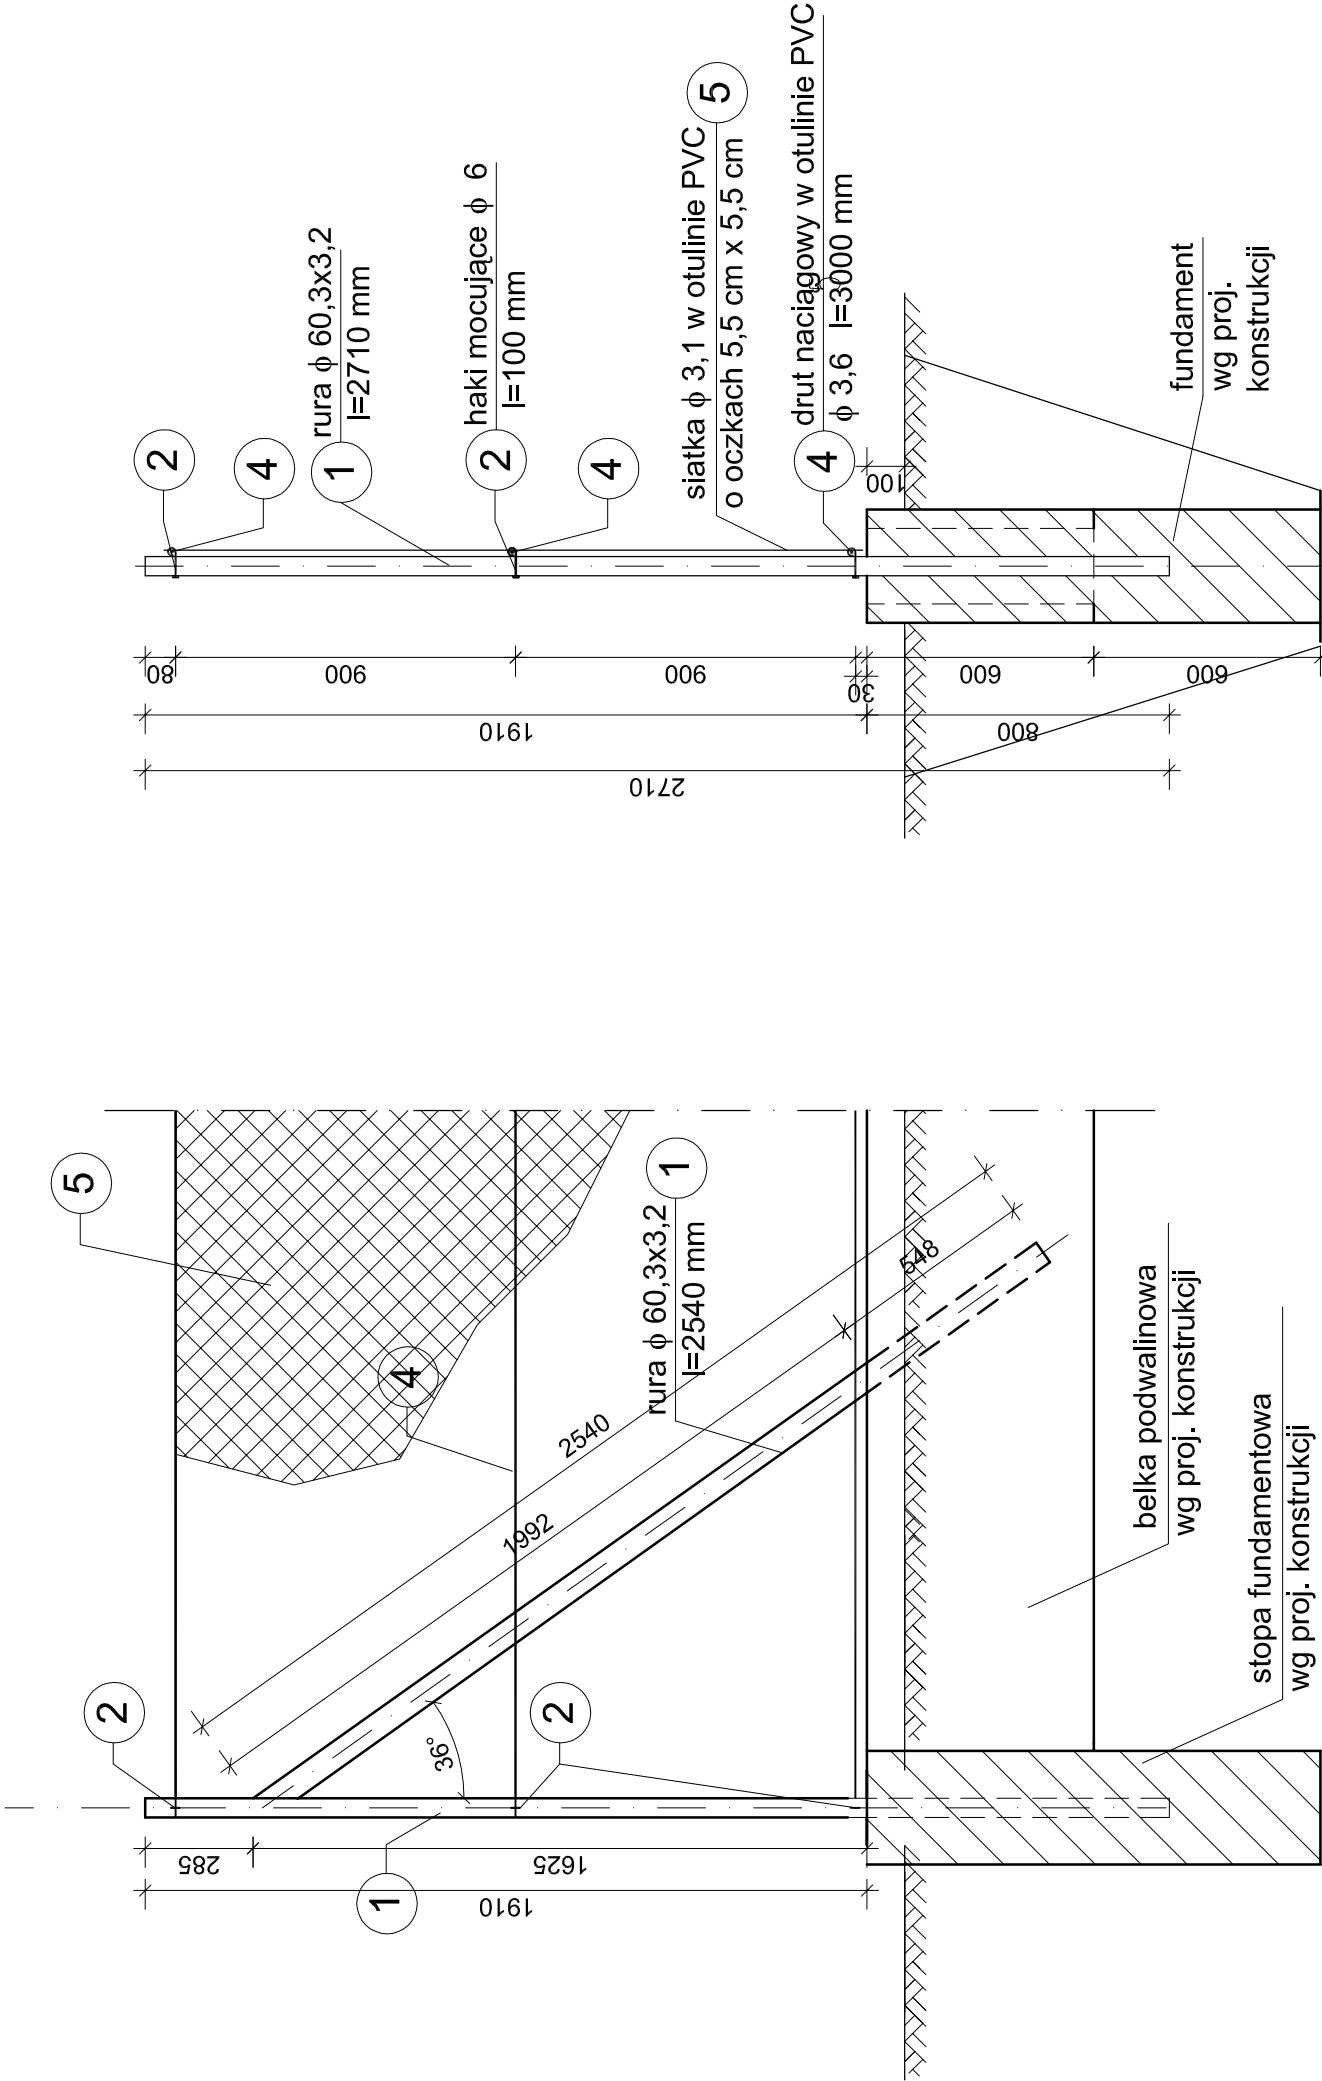 2
4
1
rura ϕ 60,3x3,2
l=2710 mm
2
haki mocujące ϕ 6
l=100 mm
4
5
siatka ϕ 3,1 w otulinie PVC
o oczkach 5,5 cm x 5,5 cm
4
drut naciągowy w otulinie PVC
ϕ 3,6 l=3000 mm
100
fundament
wg proj.
konstrukcji
80
900
900
30
600
600
1910
800
2710
5
4
1
rura ϕ 60,3x3,2
l=2540 mm
2540
1992
548
36°
2
2
1
285
1625
1910
belka podwalinowa
wg proj. konstrukcji
stopa fundamentowa
wg proj. konstrukcji